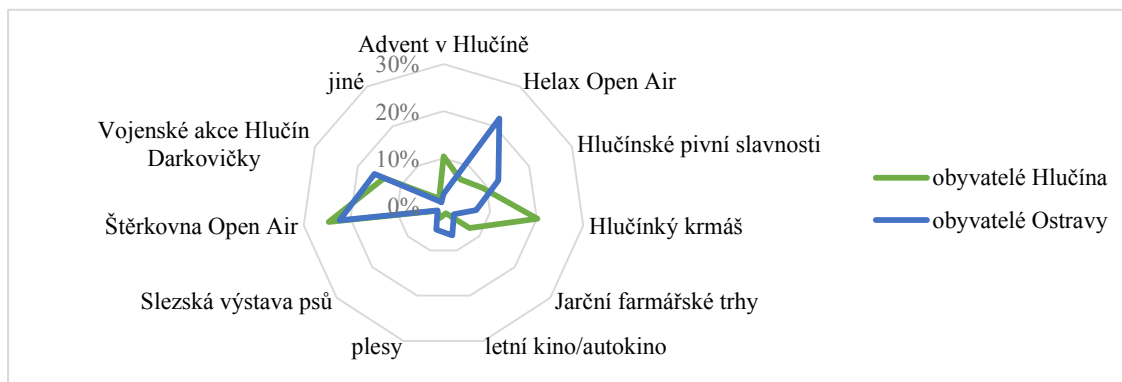 Advent v Hlučíně
30%
jiné
Helax Open Air
20%
Vojenské akce Hlučín
Darkovičky
Hlučínské pivní slavnosti
10%
obyvatelé Hlučína
0%
Štěrkovna Open Air
Hlučínký krmáš
obyvatelé Ostravy
Slezská výstava psů
Jarční farmářské trhy
plesy
letní kino/autokino